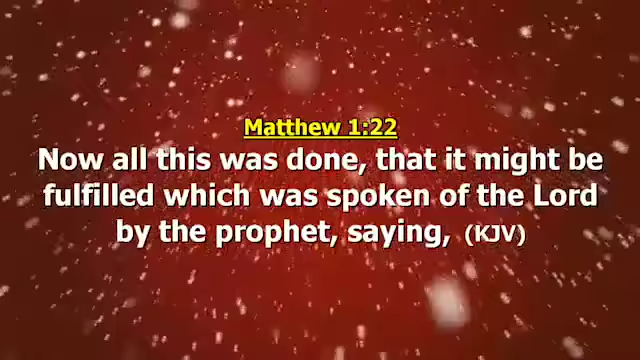 Matthew 1:22
Now all this was done, that it might be
fulfilled which was spoken of the Lord
by the prophet, saying, (KJV)